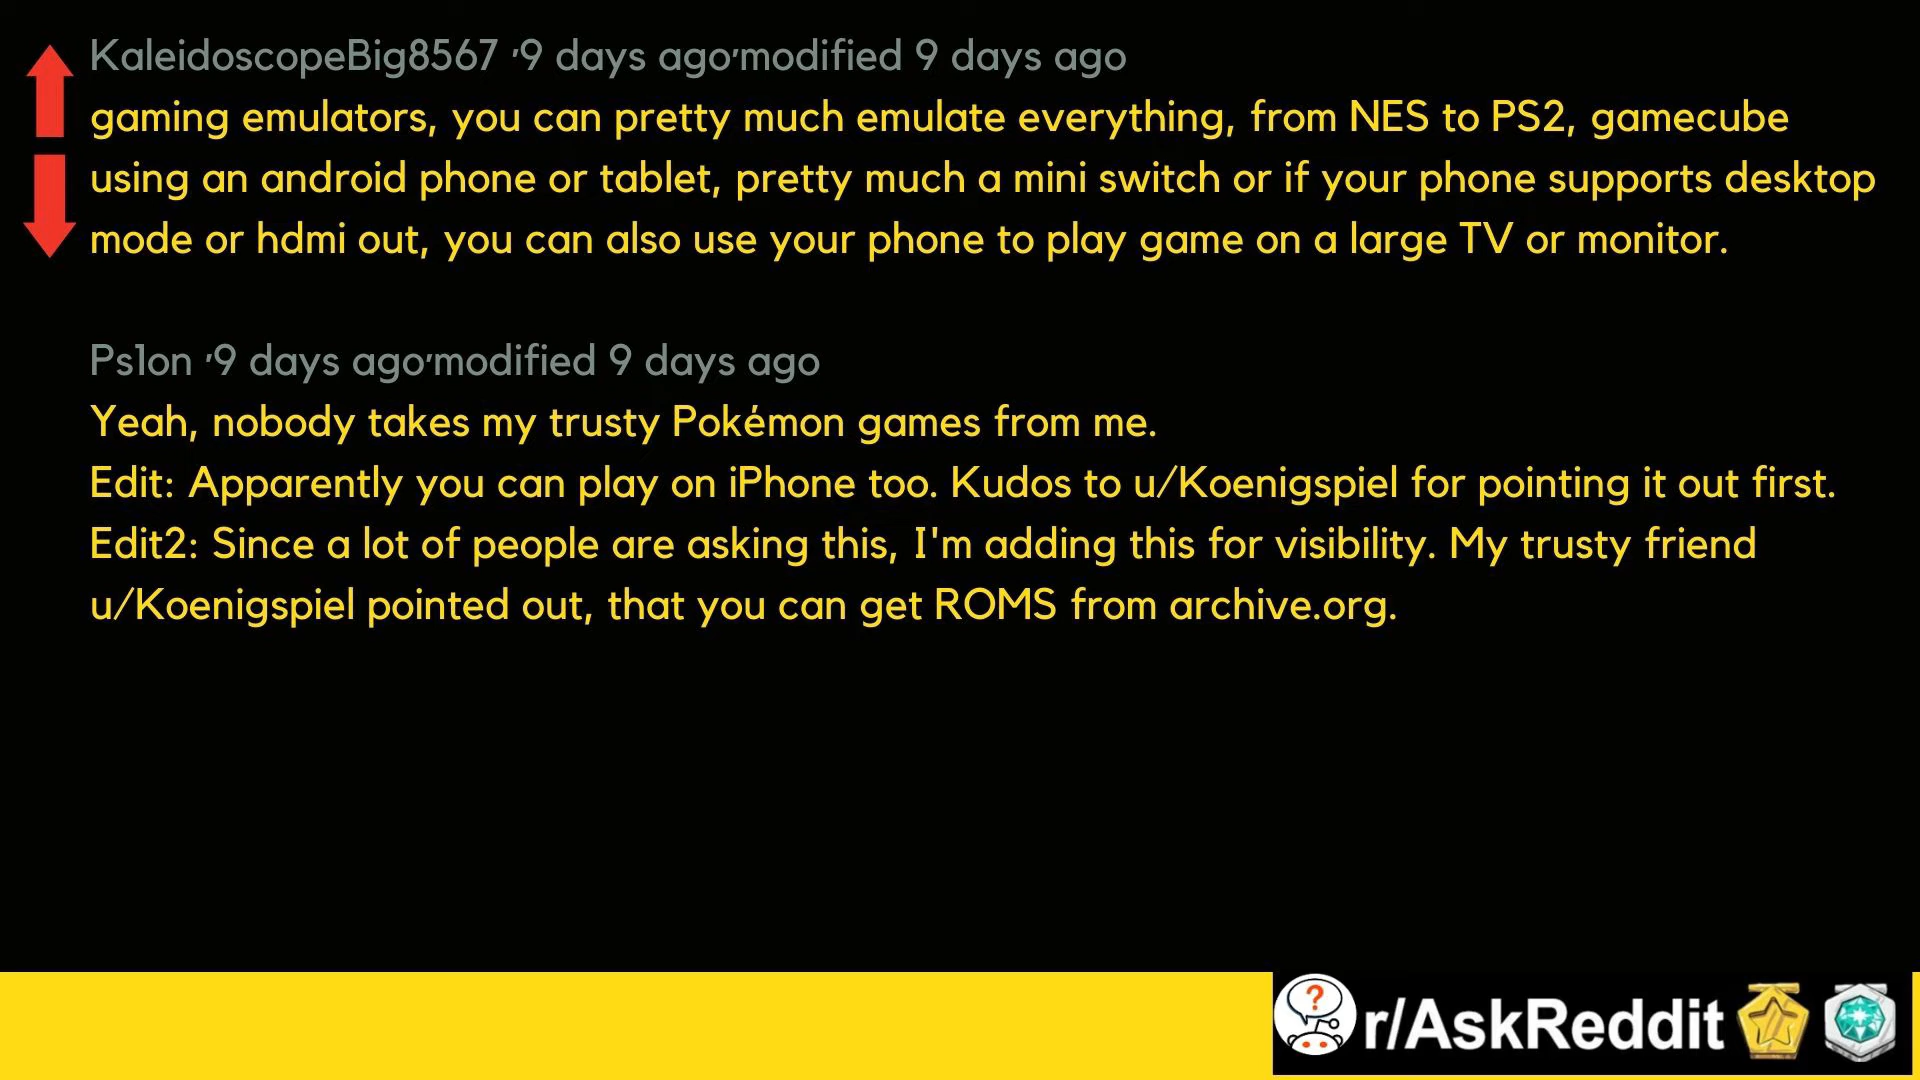 KaleidoscopeBig8567 ·9 days ago·modified 9 days ago
gaming emulators, you can pretty much emulate everything, from NES to PS2, gamecube
using an android phone or tablet, pretty much a mini switch or if your phone supports desktop
mode or hdmi out, you can also use your phone to play game on a large TV or monitor.
Ps1on ·9 days ago·modified 9 days ago
Yeah, nobody takes my trusty Pokémon games from me.
Edit: Apparently you can play on iPhone too. Kudos to u/Koenigspiel for pointing it out first.
Edit2: Since a lot of people are asking this, I'm adding this for visibility. My trusty friend
u/Koenigspiel pointed out, that you can get ROMS from archive.org.
?
r/AskReddit